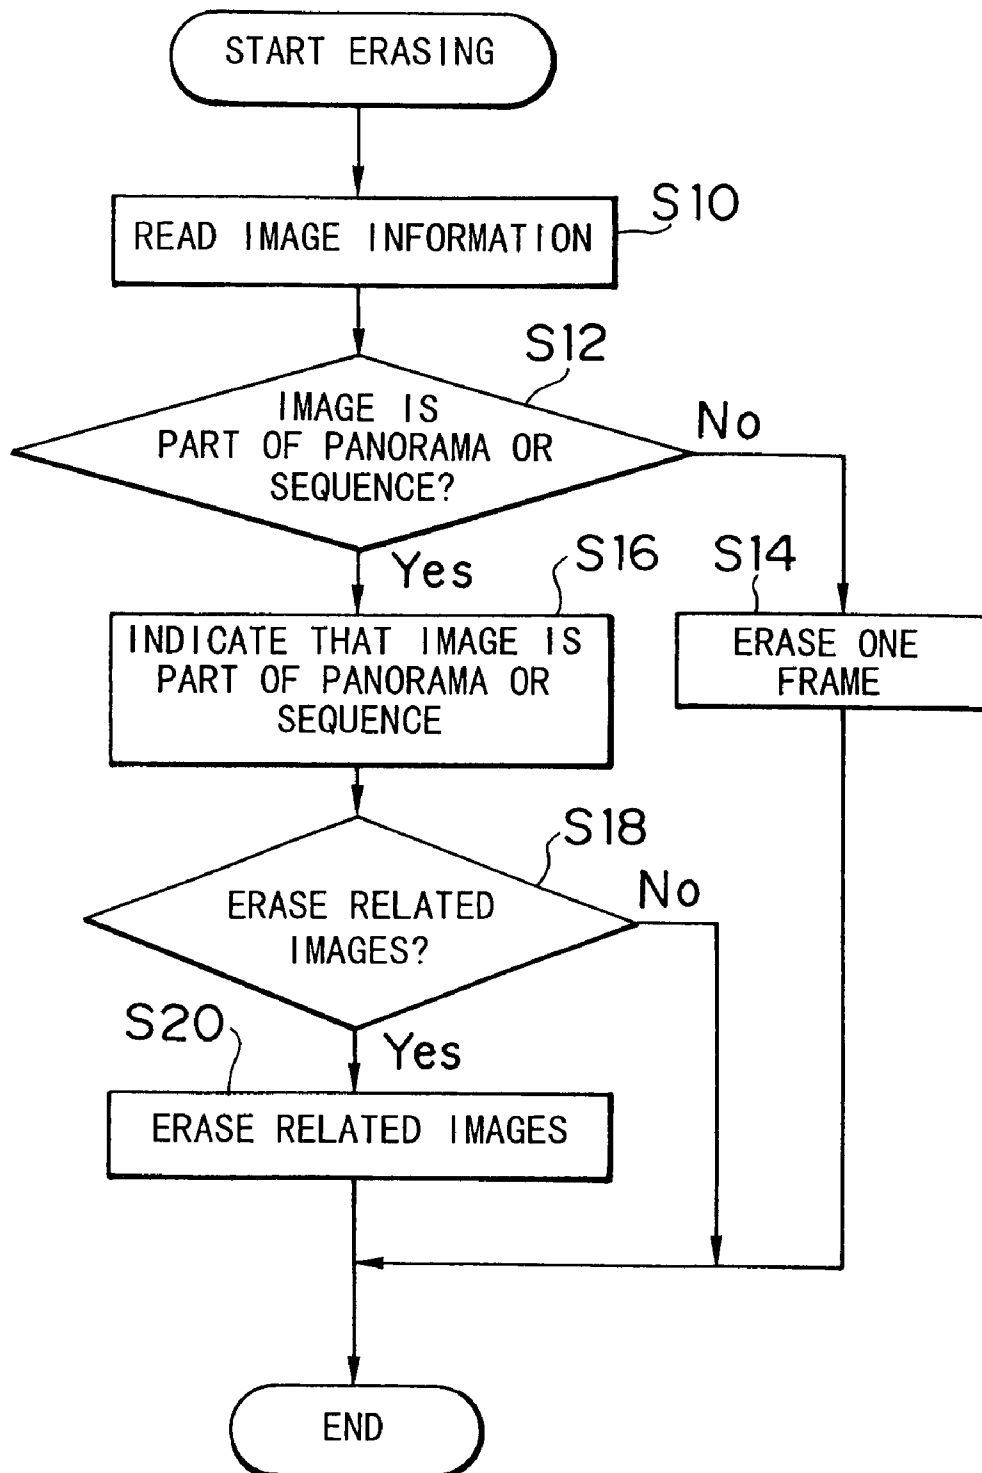 START ERASING
S10
READ IMAGE INFORMATION
S12
IMAGE IS
PART OF PANORAMA OR
SEQUENCE?
No
Yes
S16
S14
INDICATE THAT IMAGE IS
PART OF PANORAMA OR
SEQUENCE
ERASE ONE
FRAME
S18
ERASE RELATED
IMAGES?
No
S20
Yes
ERASE RELATED IMAGES
END